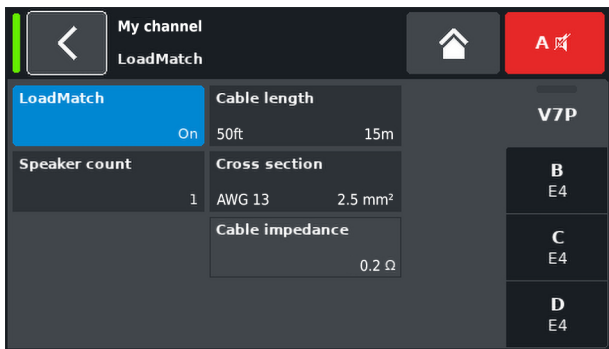 My channel
LoadMatch
A
LoadMatch
On
Cable length
50ft 15m
V7P
Speaker count
1
Cross section
AWG 13 2.5 mm²
B
E4
Cable impedance
0.2 Ω
C
E4
D
E4